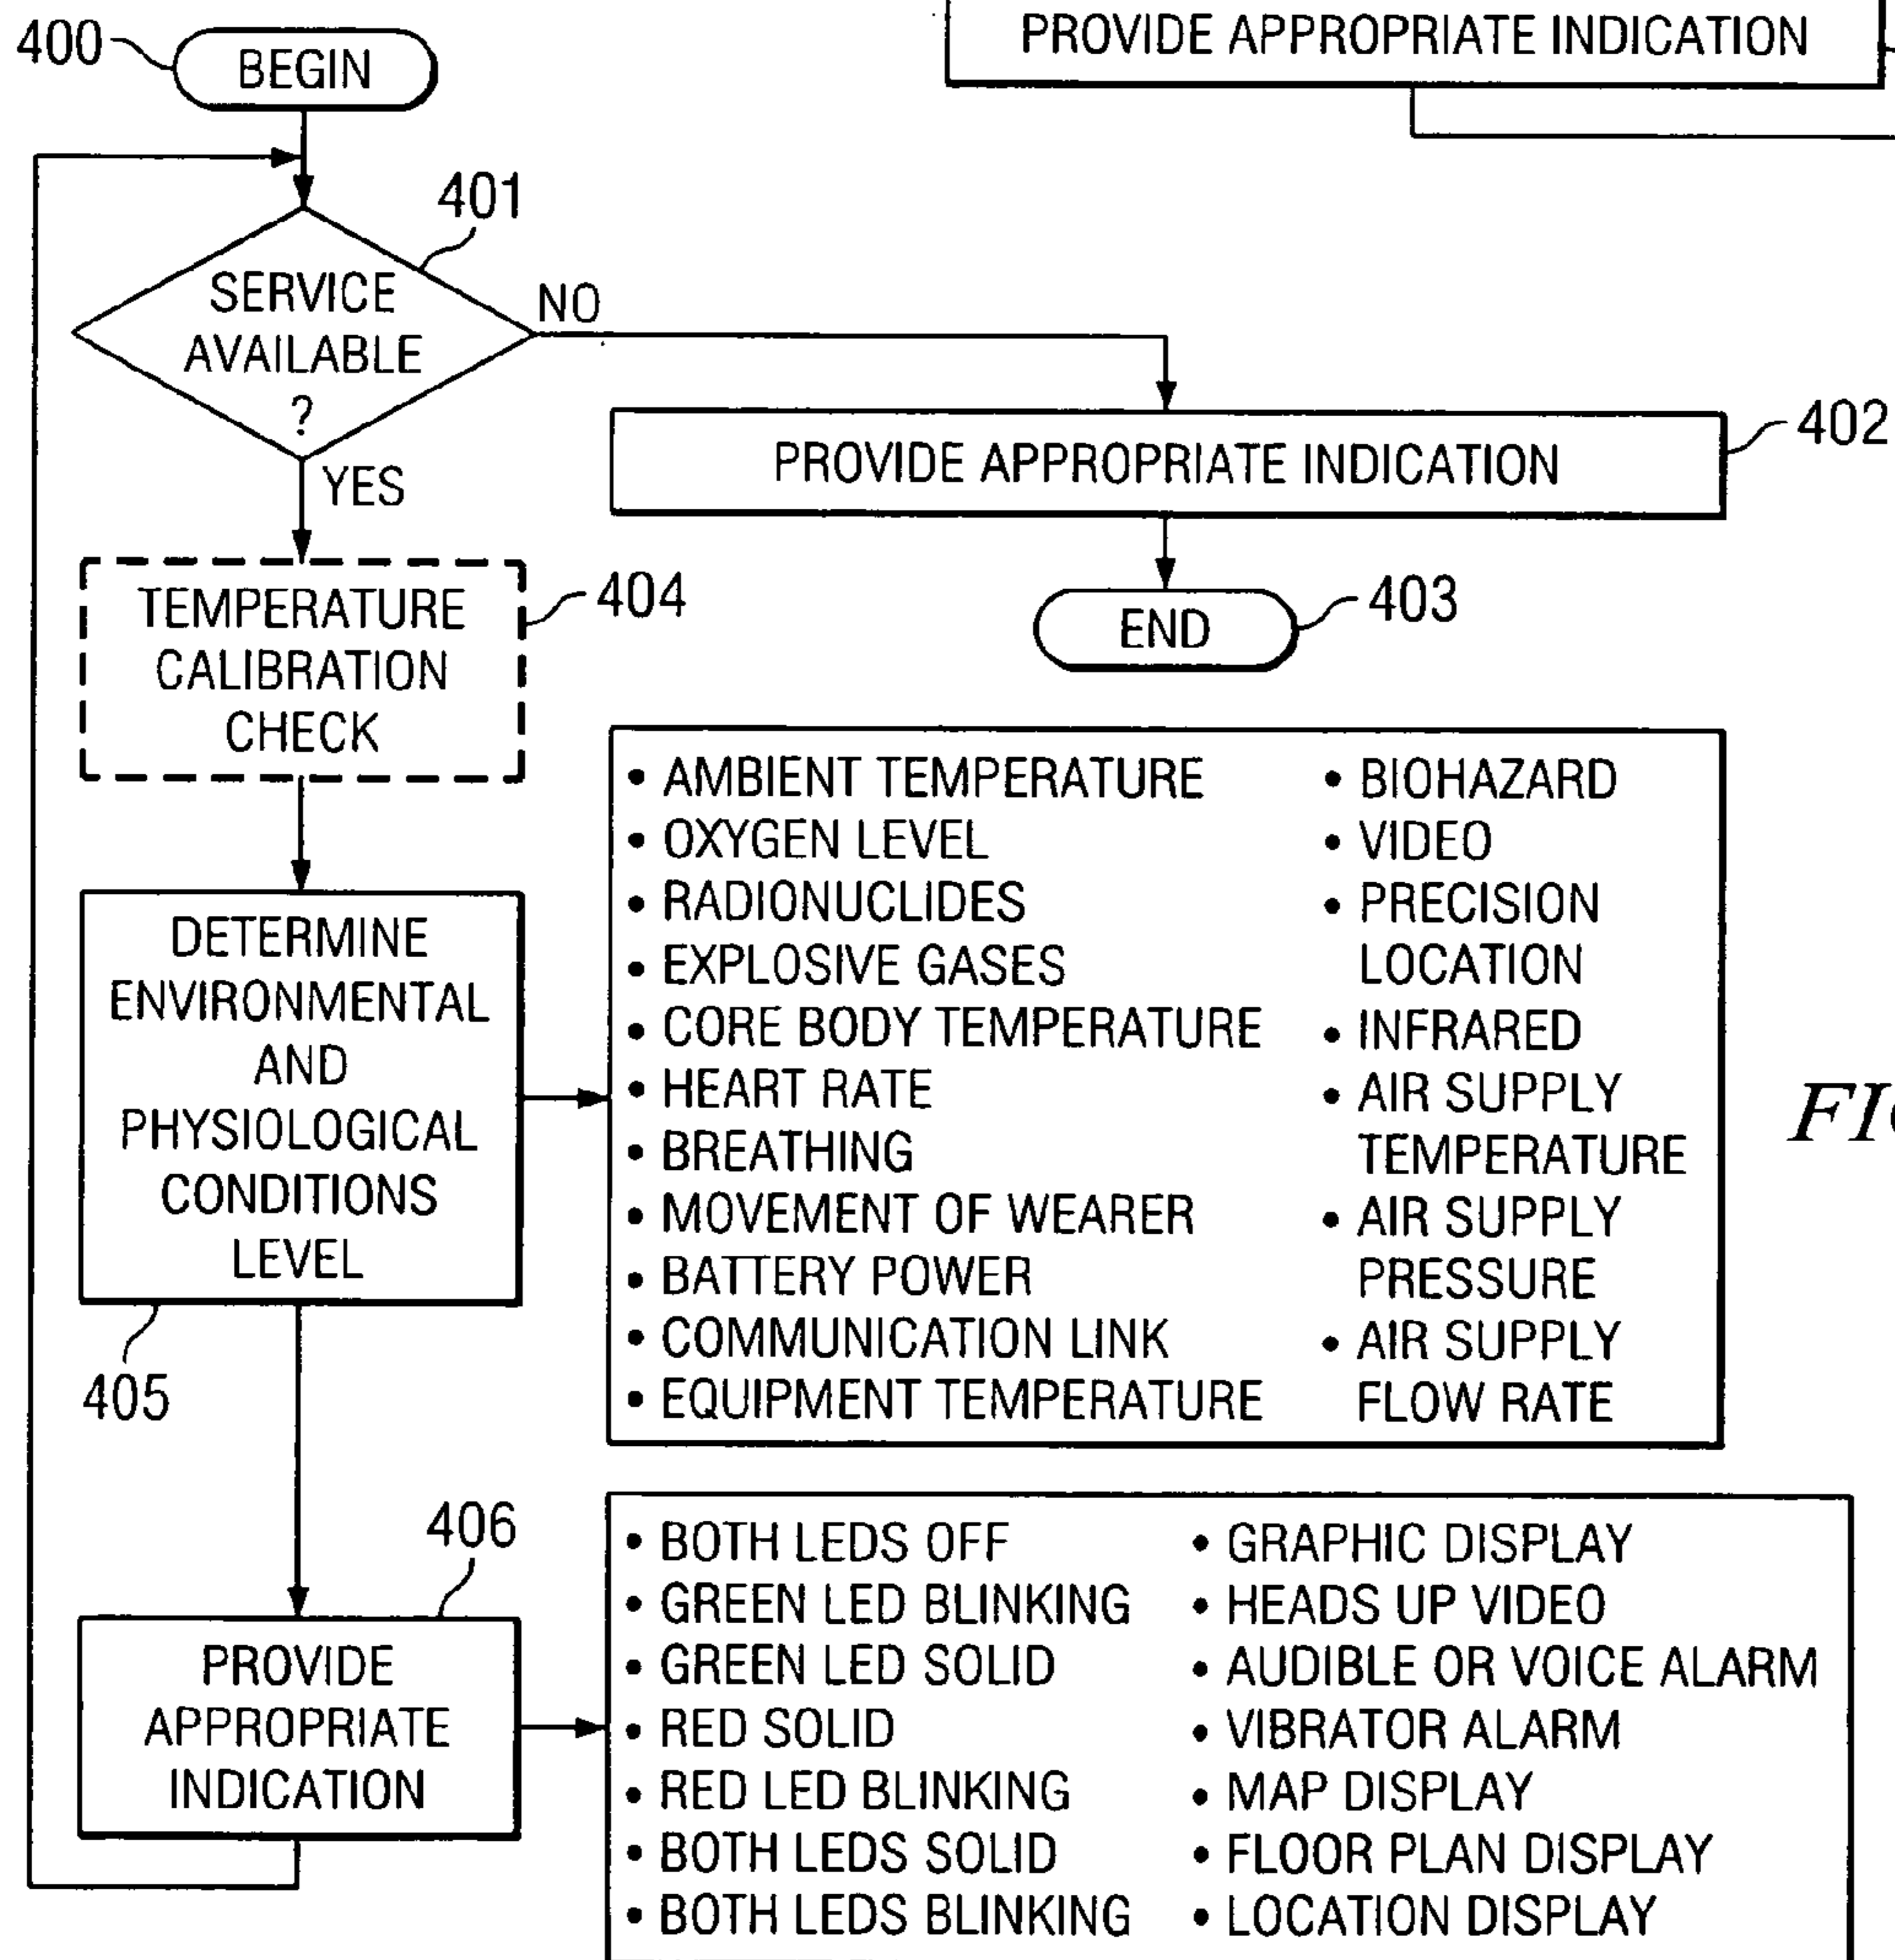 PROVIDE APPROPRIATE INDICATION
400
BEGIN
401
SERVICE
AVAILABLE
?
NO
YES
PROVIDE APPROPRIATE INDICATION
402
END
403
TEMPERATURE
CALIBRATION
CHECK
404
DETERMINE
ENVIRONMENTAL
AND
PHYSIOLOGICAL
CONDITIONS
LEVEL
405
• AMBIENT TEMPERATURE
• OXYGEN LEVEL
• RADIONUCLIDES
• EXPLOSIVE GASES
• CORE BODY TEMPERATURE
• HEART RATE
• BREATHING
• MOVEMENT OF WEARER
• BATTERY POWER
• COMMUNICATION LINK
• EQUIPMENT TEMPERATURE
• BIOHAZARD
• VIDEO
• PRECISION
LOCATION
• INFRARED
• AIR SUPPLY
TEMPERATURE
• AIR SUPPLY
PRESSURE
• AIR SUPPLY
FLOW RATE
406
PROVIDE
APPROPRIATE
INDICATION
• BOTH LEDS OFF
• GREEN LED BLINKING
• GREEN LED SOLID
• RED SOLID
• RED LED BLINKING
• BOTH LEDS SOLID
• BOTH LEDS BLINKING
• GRAPHIC DISPLAY
• HEADS UP VIDEO
• AUDIBLE OR VOICE ALARM
• VIBRATOR ALARM
• MAP DISPLAY
• FLOOR PLAN DISPLAY
• LOCATION DISPLAY